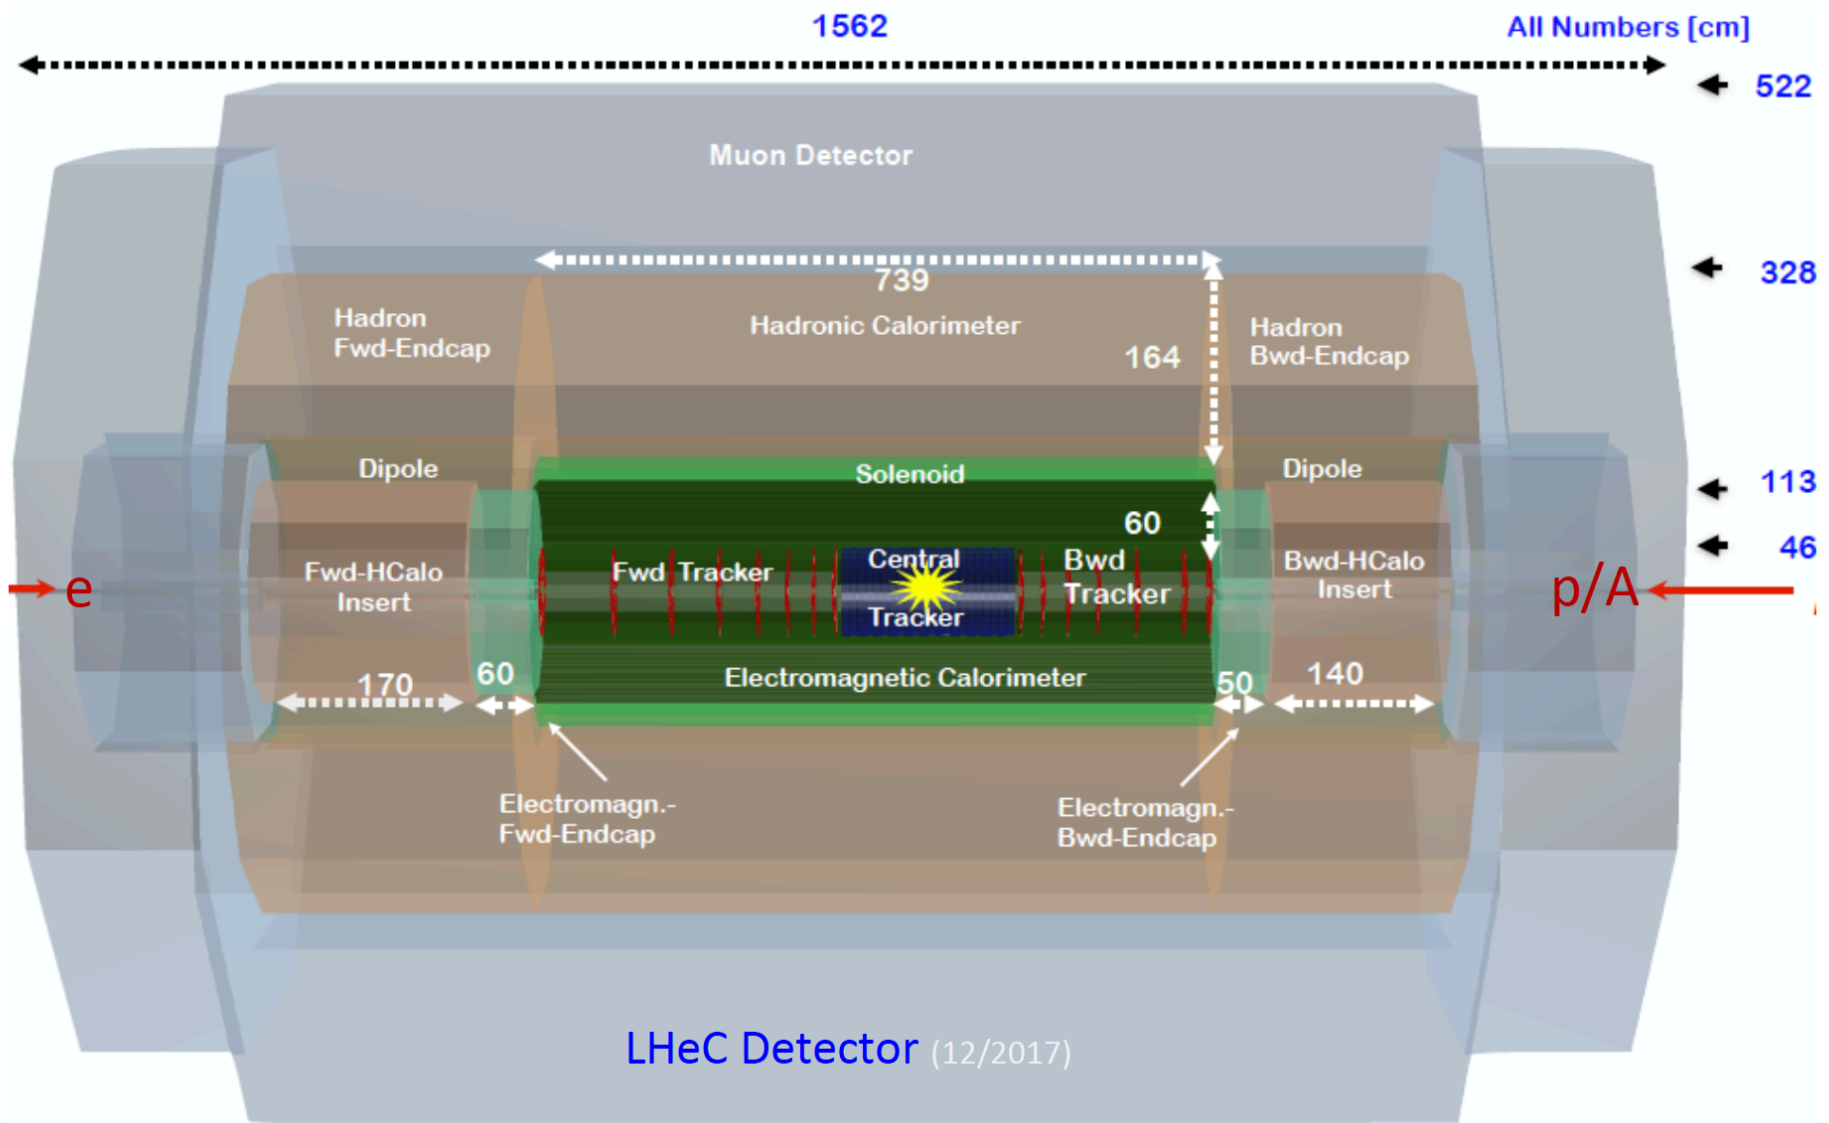 1562
All Numbers [cm]
522
Muon Detector
739
328
Hadron
Fwd-Endcap
Hadronic Calorimeter
Hadron
Bwd-Endcap
164
Dipole
Solenoid
Dipole
113
60
46
Fwd-HCalo
Insert
Fwd Tracker
Central
Tracker
Bwd
Tracker
Bwd-HCalo
Insert
e
p/A
170
60
Electromagnetic Calorimeter
50
140
Electromagn.-
Fwd-Endcap
Electromagn.-
Bwd-Endcap
LHeC Detector (12/2017)